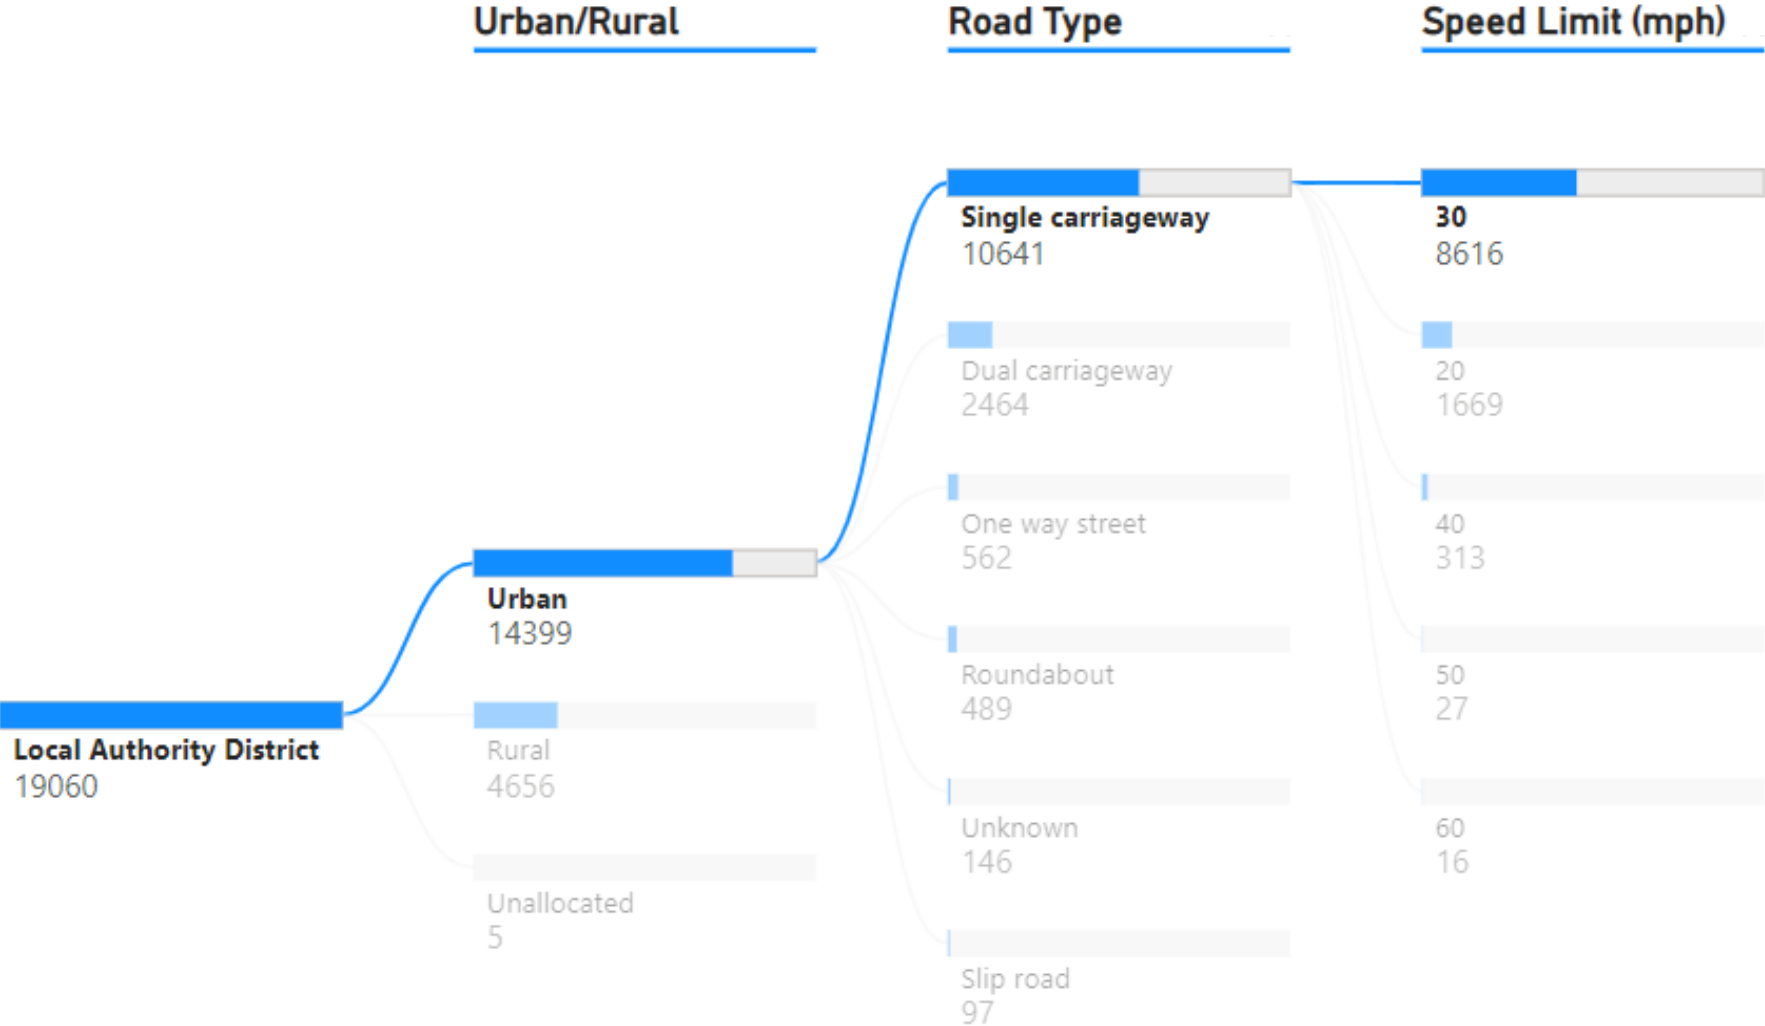 Urban/Rural
Road Type
Speed Limit (mph)
Single carriageway
10641
30
8616
Dual carriageway
2464
20
1669
One way street
562
40
313
Urban
14399
Roundabout
489
50
27
Local Authority District
19060
Rural
4656
Unknown
146
60
16
Unallocated
5
Slip road
97